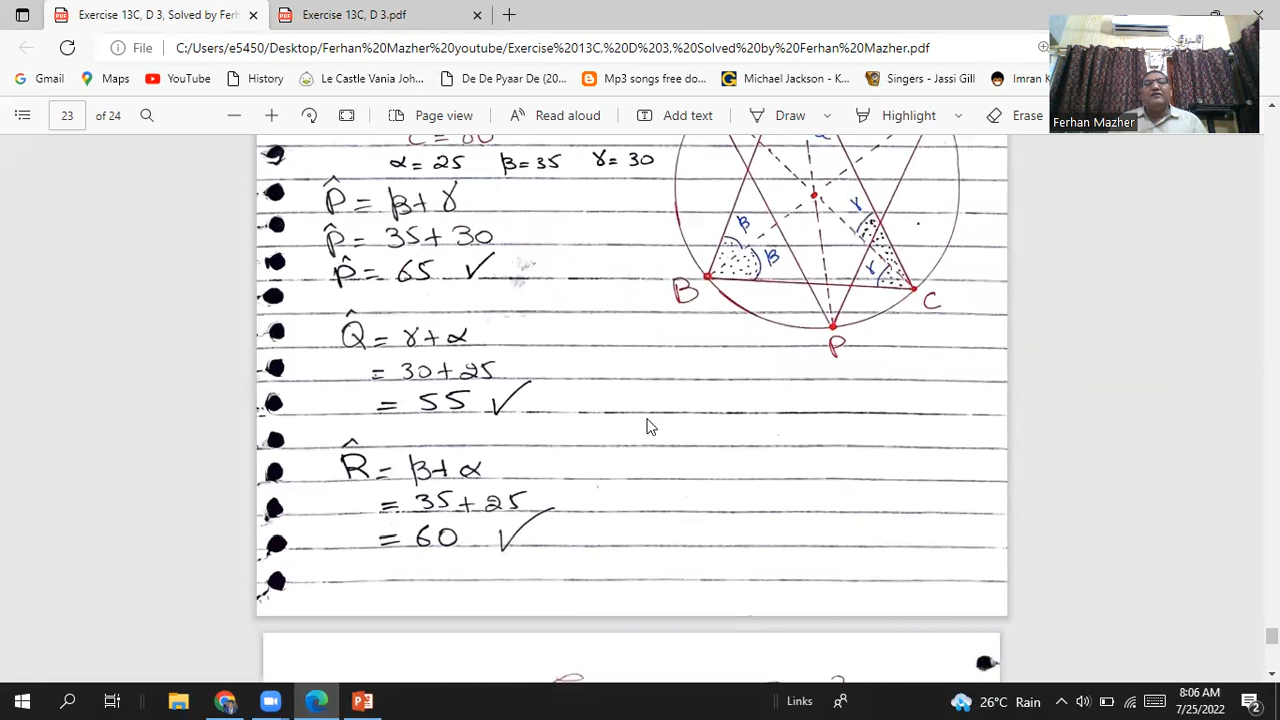 Exercise 13C, D 3, Solved by Ferh
Exercise 13C, D 3.pdf
File
C:/Users/e5450/Desktop/Ferhan%20Mazher%20youtube/Exercise%2013C,%20D%203.%20Solved%20by%20Ferhan%20Mazher.pdf
Gmail
Maps
YouTube
History
Le Castle Vania Joh...
De De Pyaar De (20...
Mp3 songs free do...
Michael Jackson - K...
Singers - Jassi Gill
Imran K
23 of 24
Page view
Read aloud
Add text
Draw
Highlight
Erase
Ferhan Mazher
α = 25 β = 35 γ = 30
P̂ = β + γ
P̂ = 35 + 30
P̂ = 65 ✓
Q̂ = γ + α
= 30 + 25
= 55 ✓
R̂ = β + α
= 35 + 25
= 60 ✓
β
β
γ
γ
B
C
P
Links
26°C Rain
8:06 AM
7/25/2022
2